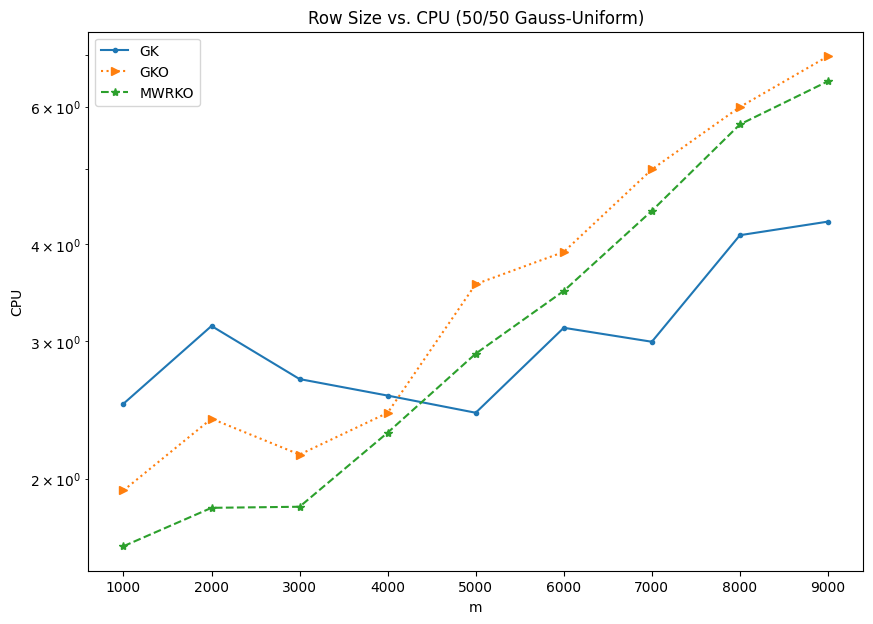 Row Size vs. CPU (50/50 Gauss-Uniform)
GK
GKO
MWRKO
6 × 10⁰
4 × 10⁰
3 × 10⁰
2 × 10⁰
CPU
1000 2000 3000 4000 5000 6000 7000 8000 9000
m